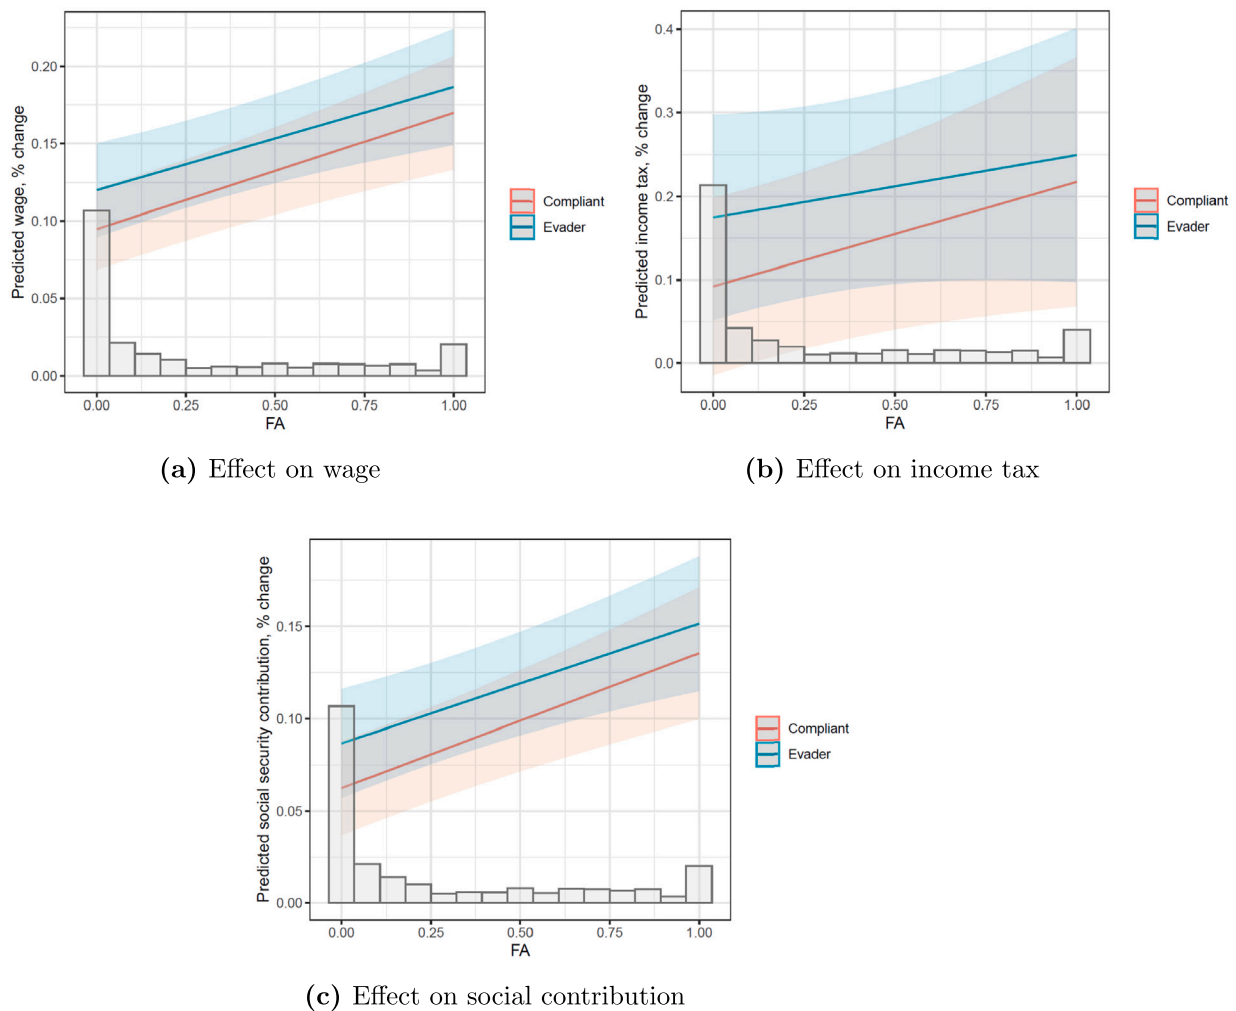 Predicted wage, % change
0.20
0.15
0.10
0.05
0.00
0.00 0.25 0.50 0.75 1.00
FA
Compliant
Evader
(a) Effect on wage
Predicted income tax, % change
0.4
0.3
0.2
0.1
0.0
0.00 0.25 0.50 0.75 1.00
FA
Compliant
Evader
(b) Effect on income tax
Predicted social security contribution, % change
0.15
0.10
0.05
0.00
0.00 0.25 0.50 0.75 1.00
FA
Compliant
Evader
(c) Effect on social contribution